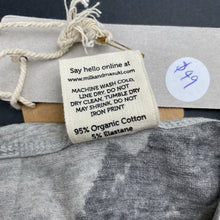 Say hello online at
www.milkandmasuki.com
MACHINE WASH COLD,
LINE DRY. DO NOT
DRY CLEAN. TUMBLE DRY
MAY SHRINK. DO NOT
IRON PRINT
95% Organic Cotton
5% Elastane